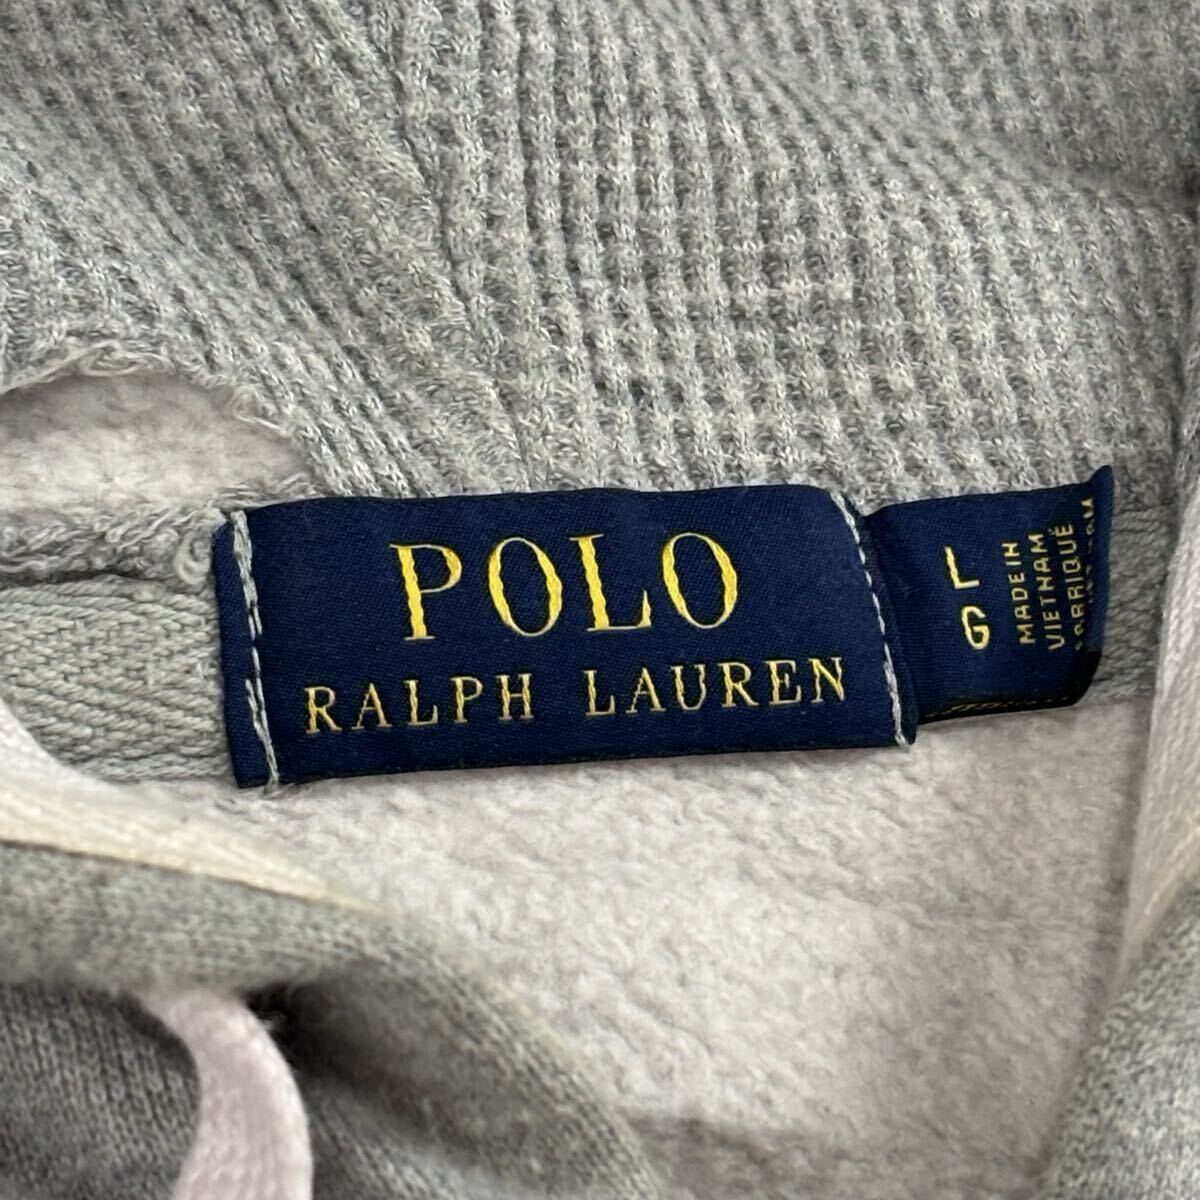 POLO
RALPH LAUREN
L
G
MADE IN
VIETNAM